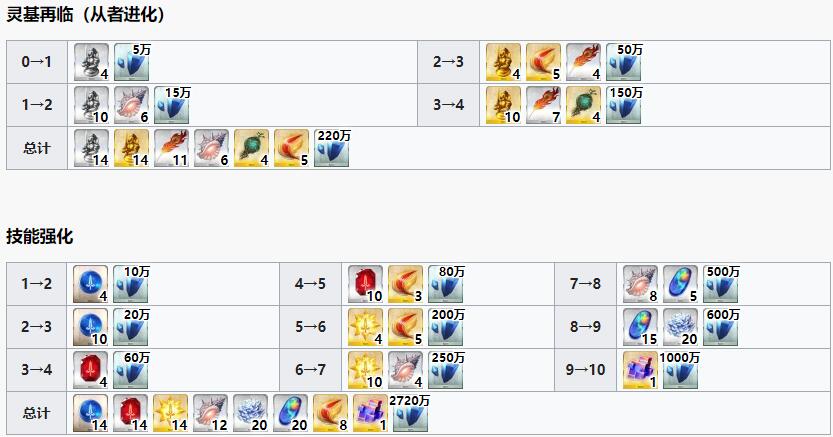 灵基再临（从者进化）
0→1 4 5万 2→3 4 5 4 50万
1→2 10 6 15万 3→4 10 7 4 150万
总计 14 14 11 6 4 5 220万
技能强化
1→2 4 10万 4→5 10 3 80万 7→8 8 5 500万
2→3 10 20万 5→6 4 5 200万 8→9 15 20 600万
3→4 4 60万 6→7 10 4 250万 9→10 1 1000万
总计 14 14 14 12 20 20 8 1 2720万